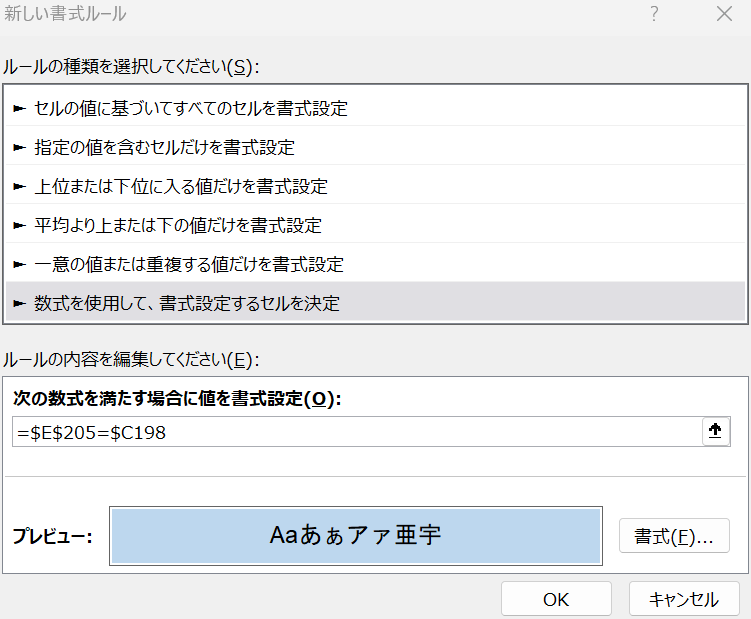 新しい書式ルール ? ×
ルールの種類を選択してください(S):
► セルの値に基づいてすべてのセルを書式設定
► 指定の値を含むセルだけを書式設定
► 上位または下位に入る値だけを書式設定
► 平均より上または下の値だけを書式設定
► 一意の値または重複する値だけを書式設定
► 数式を使用して、書式設定するセルを決定
ルールの内容を編集してください(E):
次の数式を満たす場合に値を書式設定(O):
=$E$205=$C198
プレビュー: Aaあぁアァ亜宇 書式(F)...
OK キャンセル